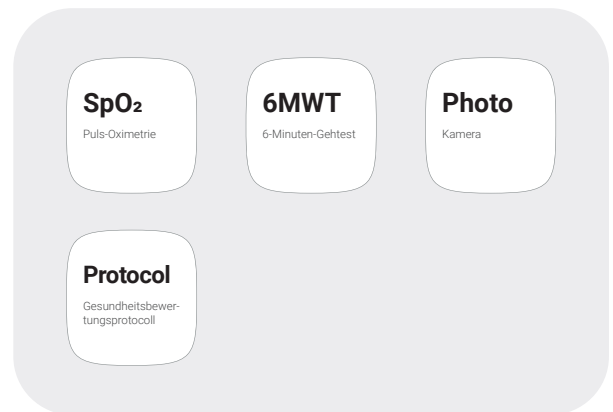 SpO₂
Puls-Oximetrie
6MWT
6-Minuten-Gehtest
Photo
Kamera
Protocol
Gesundheitsbewer-
tungsprotocoll